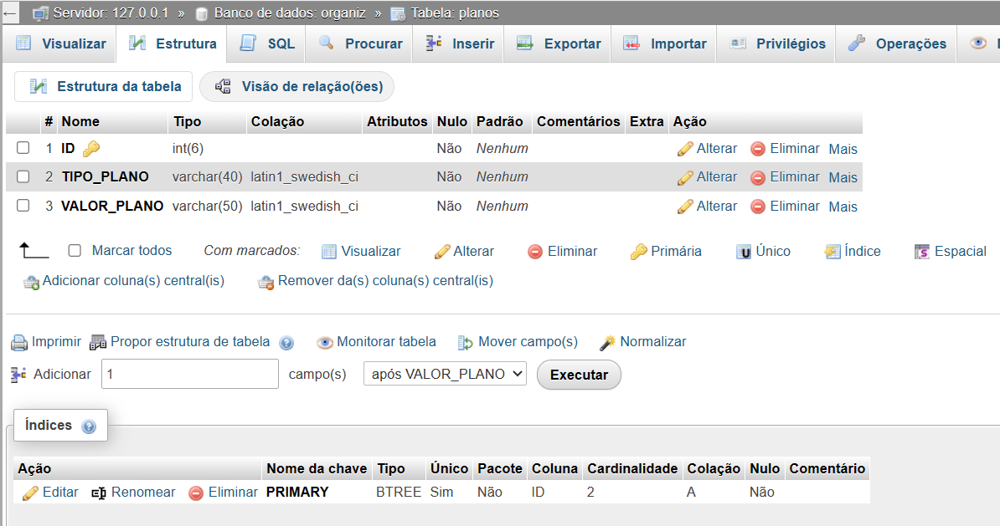 Servidor: 127.0.0.1 » Banco de dados: organiz » Tabela: planos
Visualizar Estrutura SQL Procurar Inserir Exportar Importar Privilégios Operações
Estrutura da tabela Visão de relação(ões)
# Nome Tipo Colação Atributos Nulo Padrão Comentários Extra Ação
1 ID int(6) Não Nenhum Alterar Eliminar Mais
2 TIPO_PLANO varchar(40) latin1_swedish_ci Não Nenhum Alterar Eliminar Mais
3 VALOR_PLANO varchar(50) latin1_swedish_ci Não Nenhum Alterar Eliminar Mais
Marcar todos Com marcados: Visualizar Alterar Eliminar Primária Único Índice Espacial
Adicionar coluna(s) central(is) Remover da(s) coluna(s) central(is)
Imprimir Propor estrutura de tabela Monitorar tabela Mover campo(s) Normalizar
Adicionar 1 campo(s) após VALOR_PLANO Executar
Índices
Ação Nome da chave Tipo Único Pacote Coluna Cardinalidade Colação Nulo Comentário
Editar Renomear Eliminar PRIMARY BTREE Sim Não ID 2 A Não